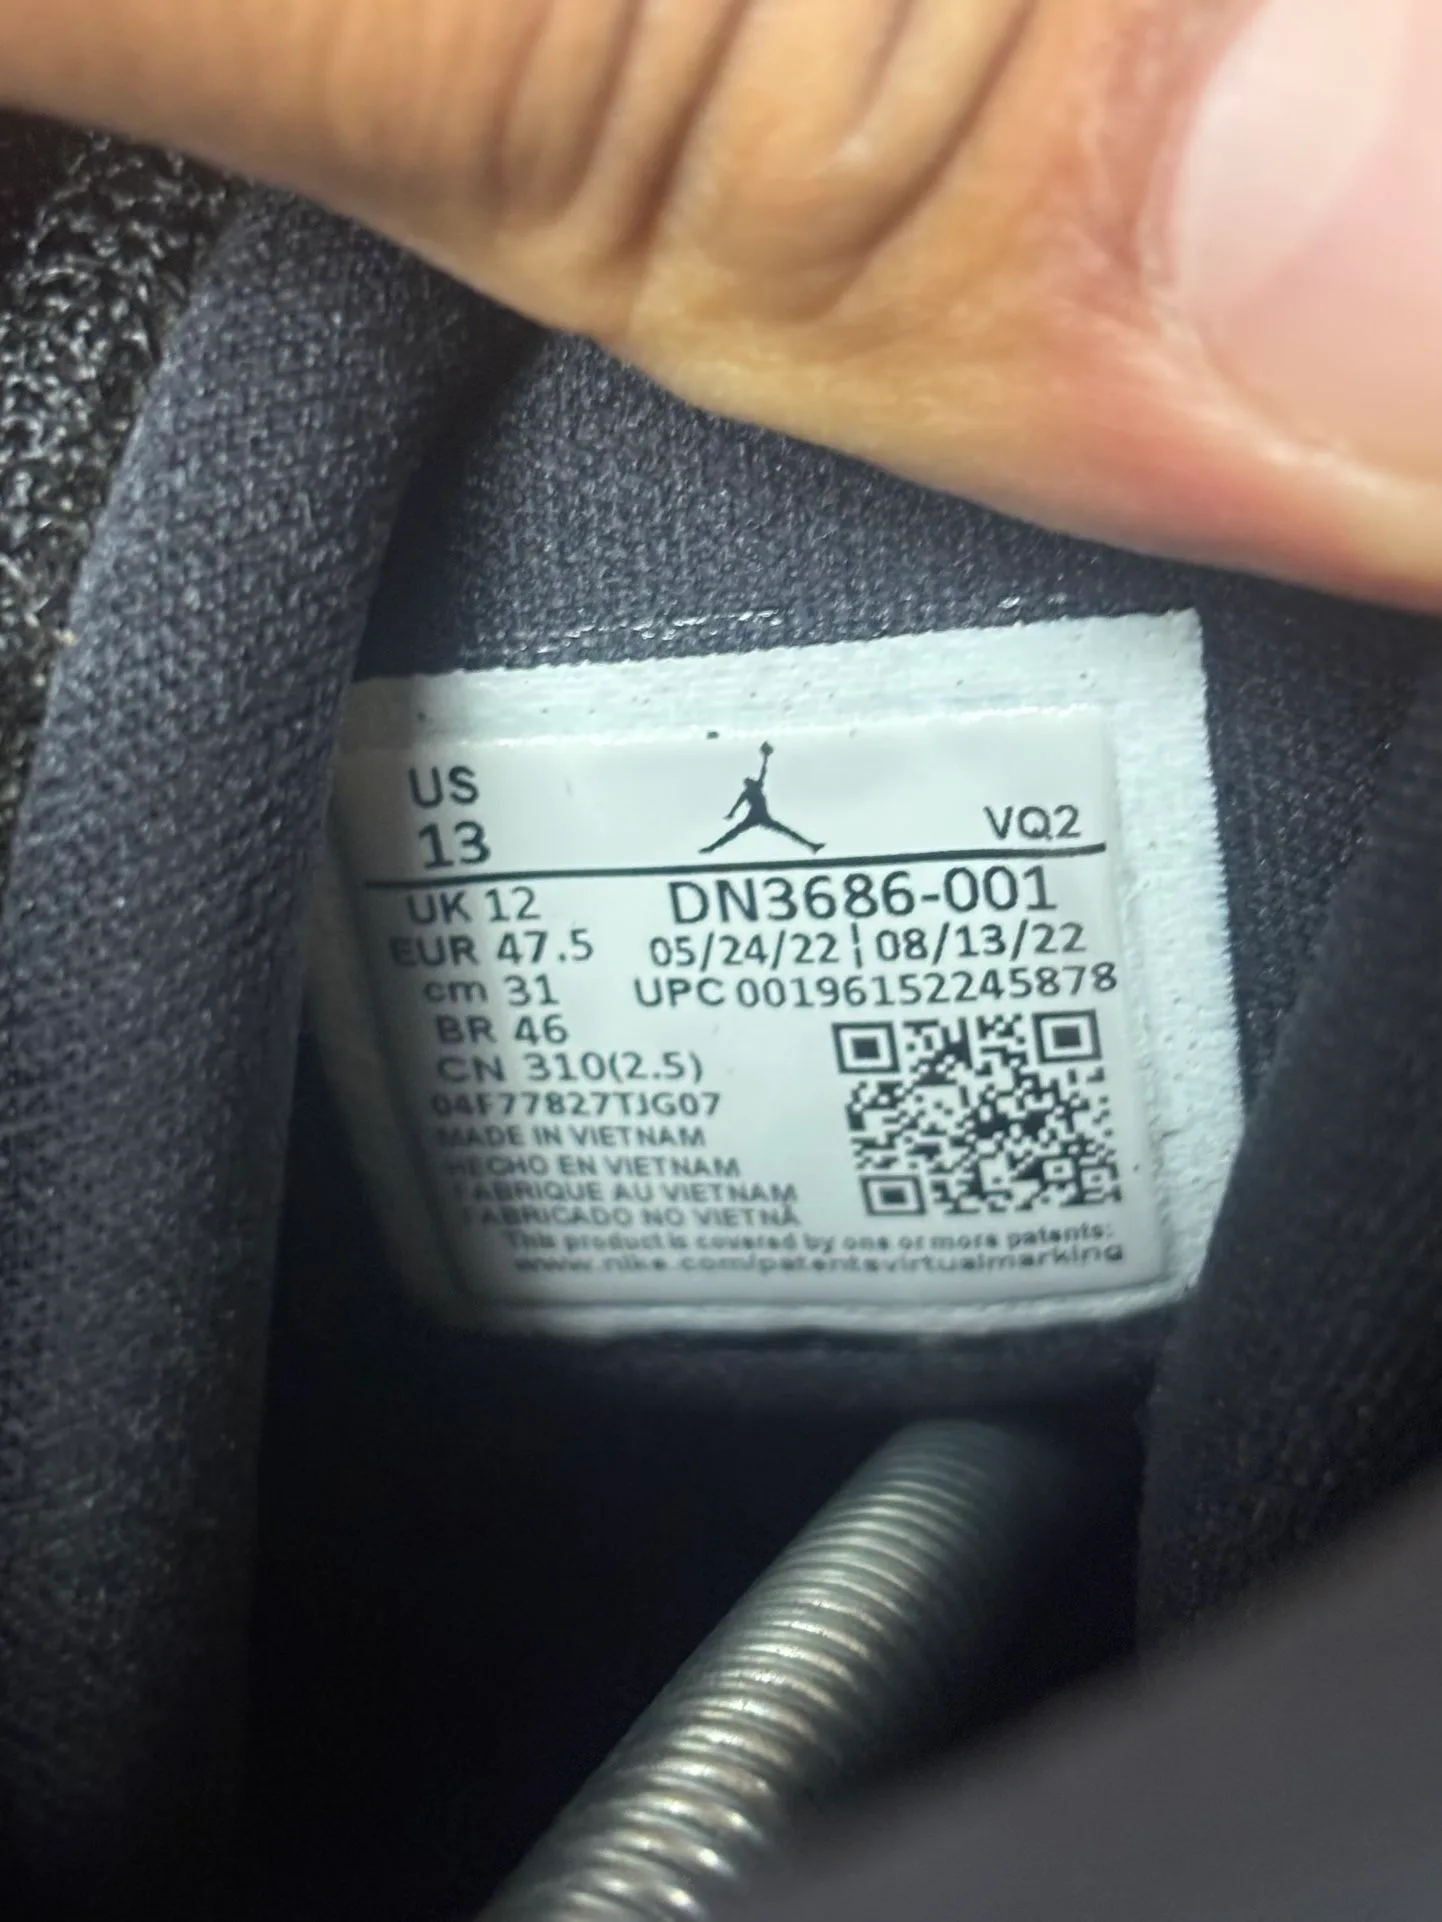 US
13
VQ2
UK 12
DN3686-001
EUR 47.5
05/24/22 ¦ 08/13/22
cm 31
UPC 00196152245878
BR 46
CN 310(2.5)
04F77827TJG07
MADE IN VIETNAM
HECHO EN VIETNAM
FABRIQUE AU VIETNAM
FABRICADO NO VIETNÃ
This product is covered by one or more patents:
www.nike.com/patentsvirtualmarking